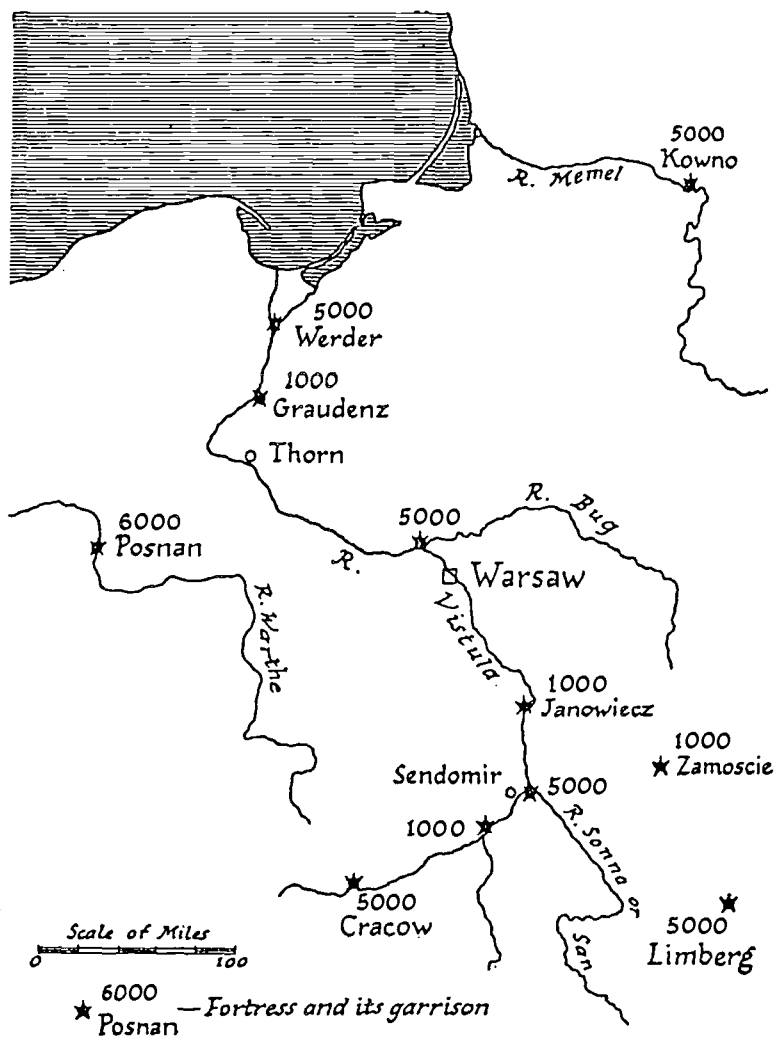 5000
Kowno
R. Memel
5000
Werder
1000
Graudenz
Thorn
6000
Posnan
5000
R. Bug
R.
Warsaw
Vistula
R. Warthe
1000
Janowiecz
1000
Zamoscie
Sendomir
5000
1000
R. Sonna or
San
5000
Cracow
5000
Limberg
Scale of Miles
0 100
6000
Posnan
—Fortress and its garrison